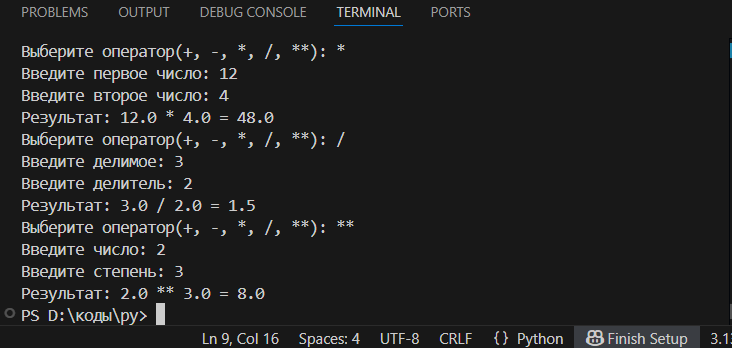 PROBLEMS OUTPUT DEBUG CONSOLE TERMINAL PORTS
Выберите оператор(+, -, *, /, **): *
Введите первое число: 12
Введите второе число: 4
Результат: 12.0 * 4.0 = 48.0
Выберите оператор(+, -, *, /, **): /
Введите делимое: 3
Введите делитель: 2
Результат: 3.0 / 2.0 = 1.5
Выберите оператор(+, -, *, /, **): **
Введите число: 2
Введите степень: 3
Результат: 2.0 ** 3.0 = 8.0
PS D:\коды\py>
Ln 9, Col 16 Spaces: 4 UTF-8 CRLF {} Python Finish Setup